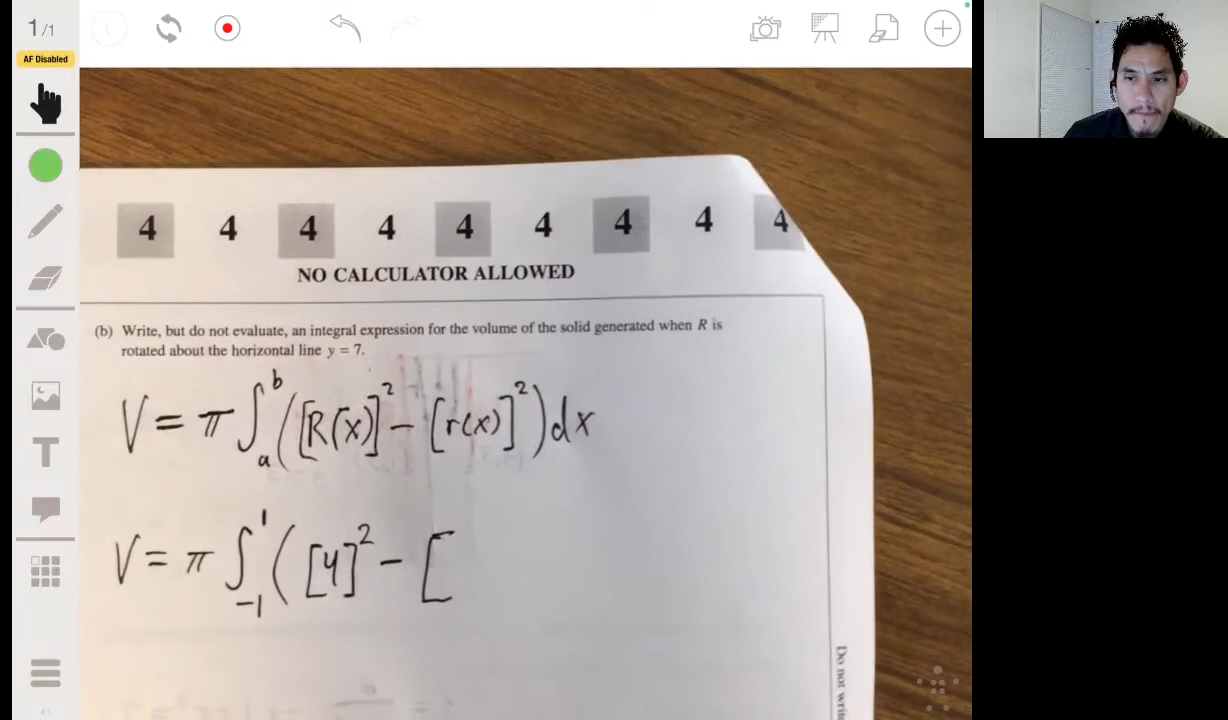 1/1
AF Disabled
4 4 4 4 4 4 4 4 4
NO CALCULATOR ALLOWED
(b) Write, but do not evaluate, an integral expression for the volume of the solid generated when R is
rotated about the horizontal line y = 7.
V = π ∫_a^b ([R(x)]² − [r(x)]²) dx
V = π ∫_{-1}^1 ([4]² − [
Do not writ
T